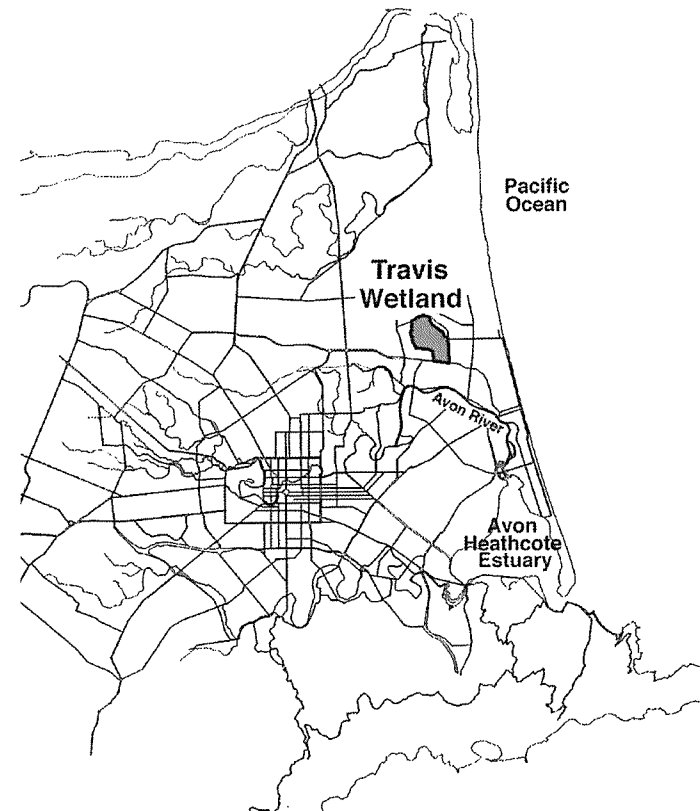 Pacific
Ocean
Travis
Wetland
Avon River
Avon
Heathcote
Estuary